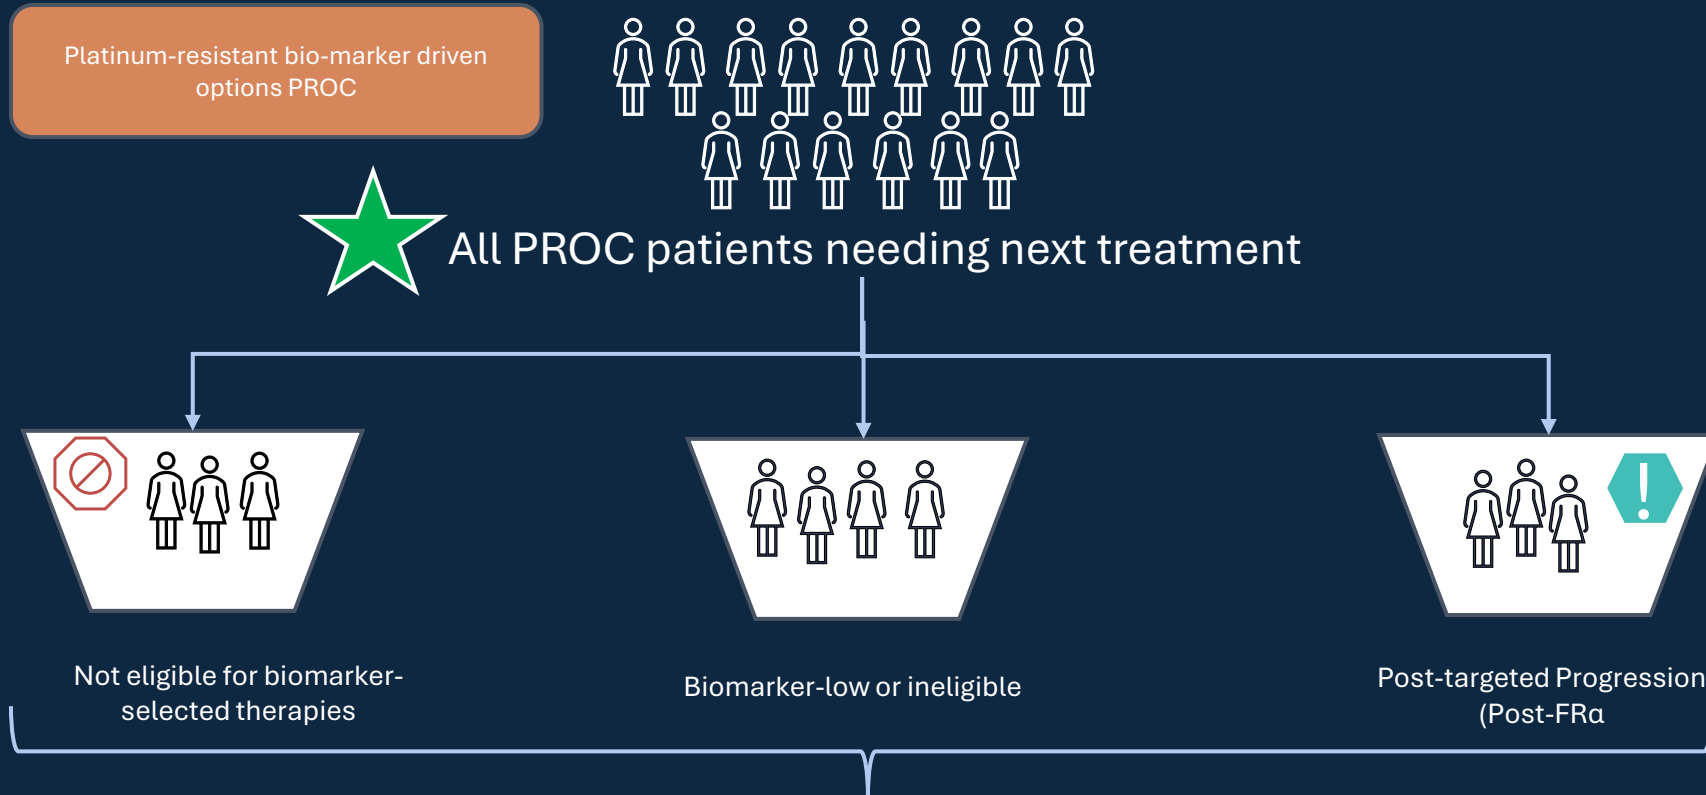 Platinum-resistant bio-marker driven
options PROC
All PROC patients needing next treatment
Not eligible for biomarker-
selected therapies
Biomarker-low or ineligible
Post-targeted Progression
(Post-FRα